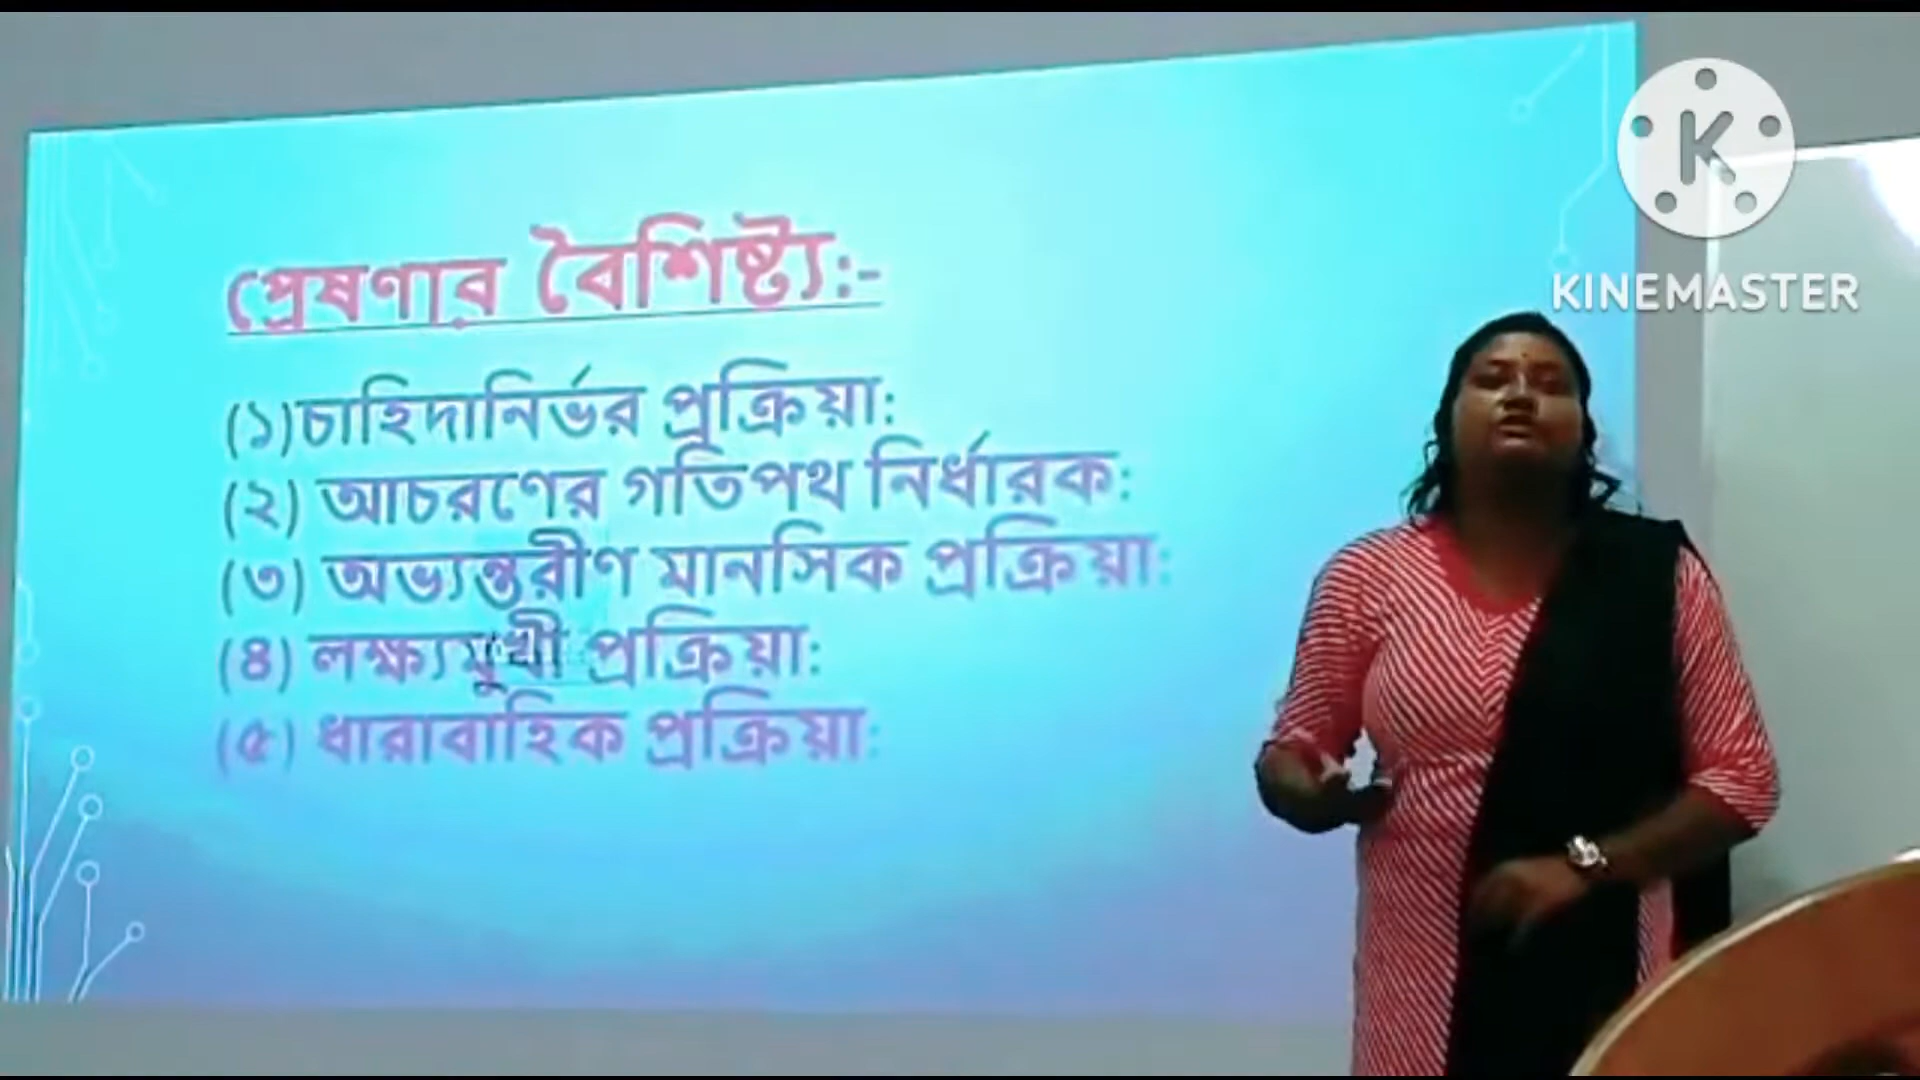 প্রেষণার বৈশিষ্ট্য:-
(১)চাহিদানির্ভর প্রক্রিয়া:
(২) আচরণের গতিপথ নির্ধারক:
(৩) অভ্যন্তরীণ মানসিক প্রক্রিয়া:
(৪) লক্ষ্যমুখী প্রক্রিয়া:
(৫) ধারাবাহিক প্রক্রিয়া:
K
KINEMASTER